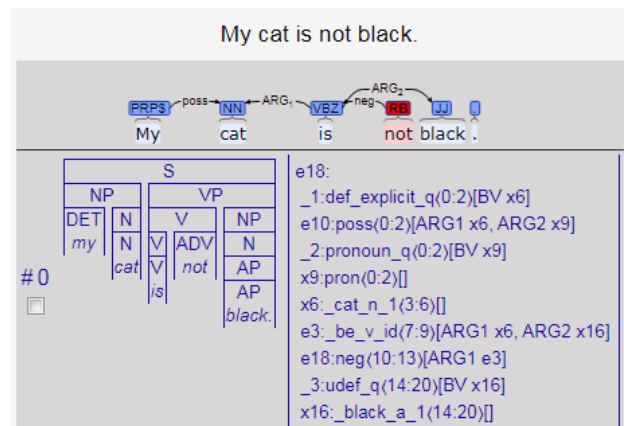 My cat is not black.
ARG₂
poss ARG₁ neg
PRP$ NN VBZ RB JJ .
My cat is not black .
S
NP VP
DET N V NP
my N V ADV N
cat V not AP
is AP
black.
#0
e18:
_1:def_explicit_q⟨0:2⟩[BV x6]
e10:poss⟨0:2⟩[ARG1 x6, ARG2 x9]
_2:pronoun_q⟨0:2⟩[BV x9]
x9:pron⟨0:2⟩[]
x6:_cat_n_1⟨3:6⟩[]
e3:_be_v_id⟨7:9⟩[ARG1 x6, ARG2 x16]
e18:neg⟨10:13⟩[ARG1 e3]
_3:udef_q⟨14:20⟩[BV x16]
x16:_black_a_1⟨14:20⟩[]